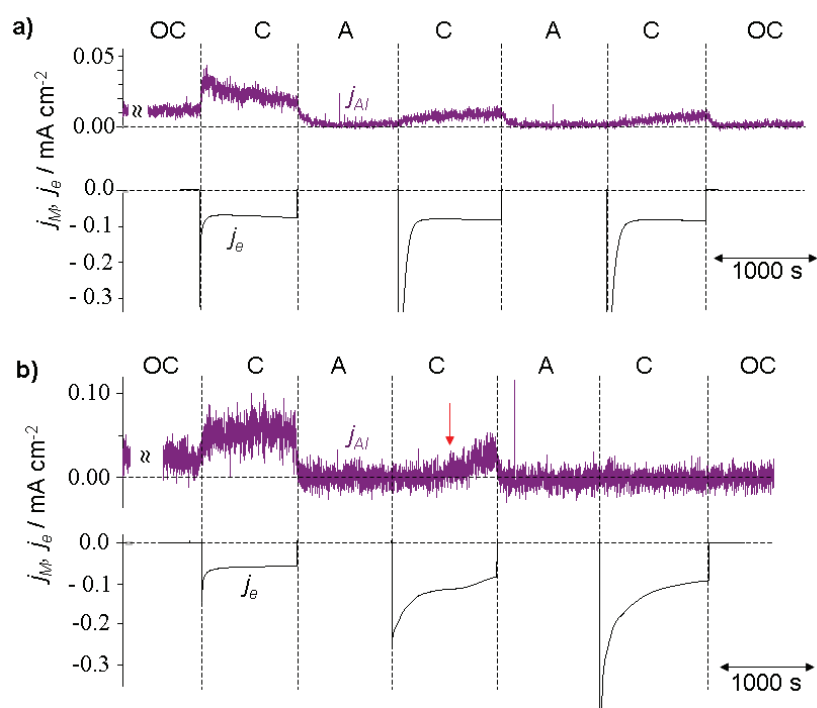 a)
OC C A C A C OC
0.05
0.00
j_Al
j_M, j_e / mA cm⁻²
0.0
- 0.1
- 0.2
- 0.3
j_e
1000 s
b)
OC C A C A C OC
0.10
0.00
j_Al
j_M, j_e / mA cm⁻²
0.0
- 0.1
- 0.2
-0.3
j_e
1000 s